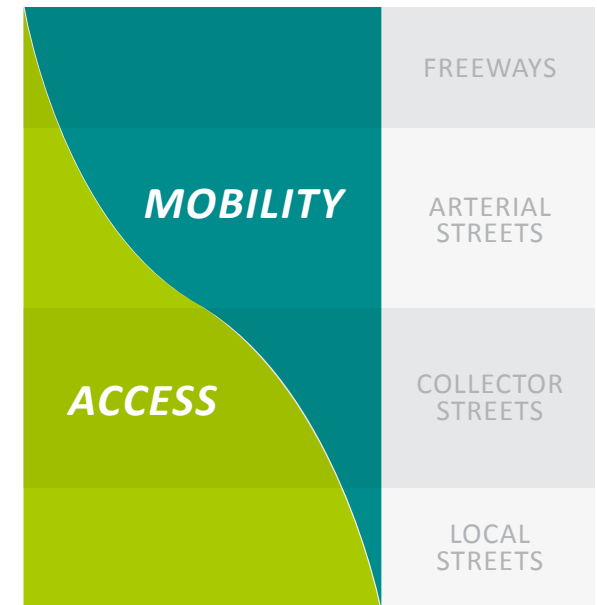 FREEWAYS
MOBILITY
ARTERIAL
STREETS
ACCESS
COLLECTOR
STREETS
LOCAL
STREETS